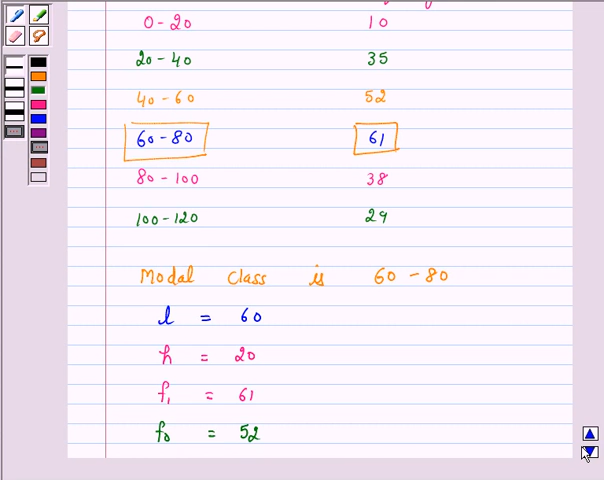 0-20 10
20-40 35
40-60 52
60-80 61
80-100 38
100-120 29
Modal class is 60-80
l = 60
h = 20
f₁ = 61
f₀ = 52